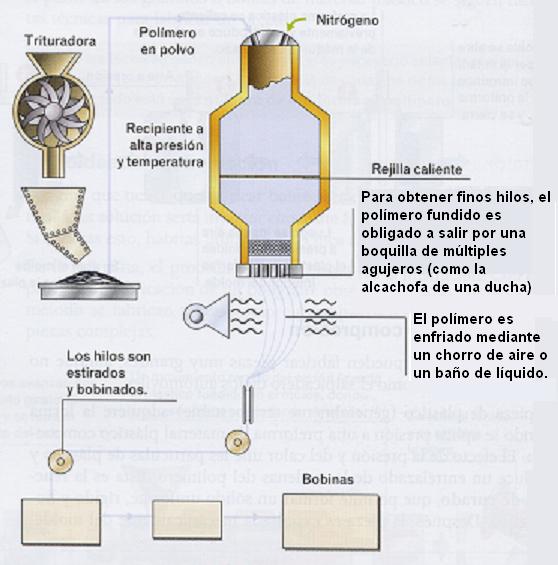 Nitrógeno
Polímero
en polvo
Trituradora
Recipiente a
alta presión
y temperatura
Rejilla caliente
Para obtener finos hilos, el
polímero fundido es
obligado a salir por una
boquilla de múltiples
agujeros (como la
alcachofa de una ducha)
El polímero es
enfriado mediante
un chorro de aire o
un baño de líquido.
Los hilos son
estirados
y bobinados.
Bobinas